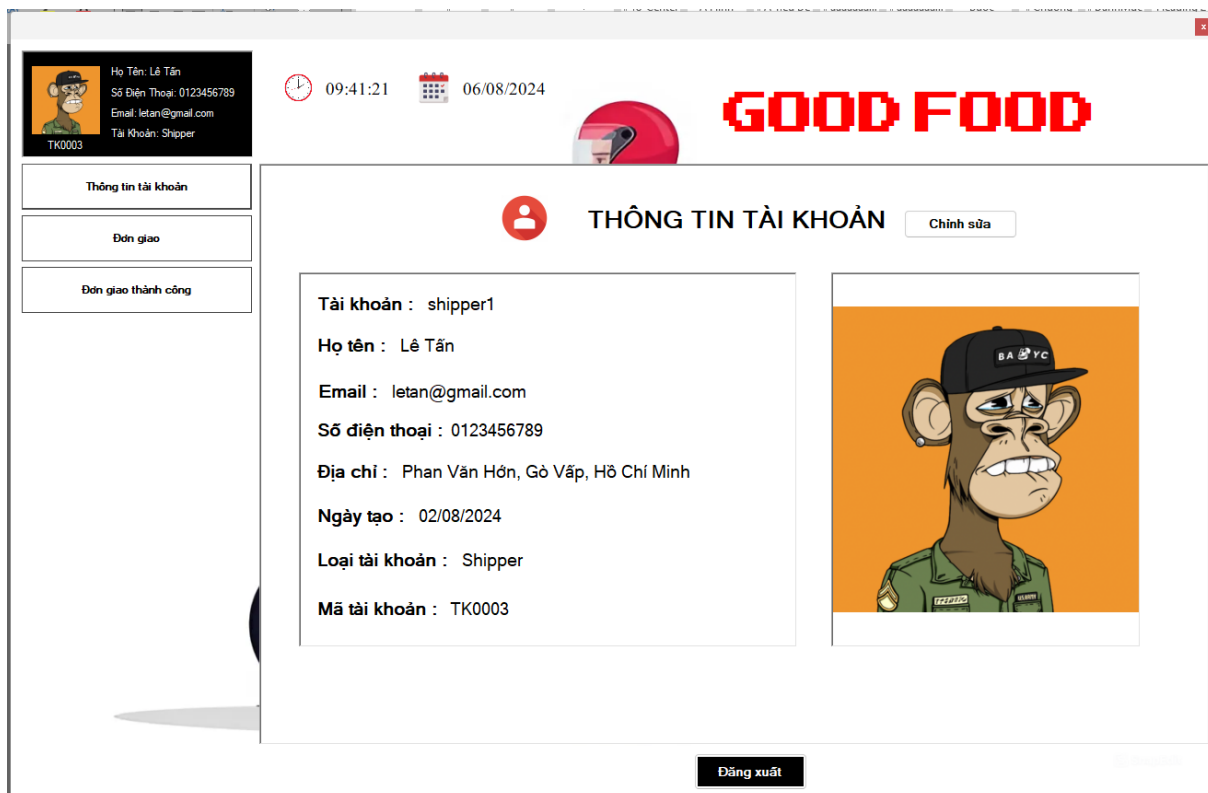 x
Họ Tên: Lê Tấn
Số Điện Thoại: 0123456789
Email: letan@gmail.com
Tài Khoản: Shipper
TK0003
09:41:21
06/08/2024
GOOD FOOD
Thông tin tài khoản
Đơn giao
Đơn giao thành công
THÔNG TIN TÀI KHOẢN
Chỉnh sửa
Tài khoản : shipper1
Họ tên : Lê Tấn
Email : letan@gmail.com
Số điện thoại : 0123456789
Địa chỉ : Phan Văn Hớn, Gò Vấp, Hồ Chí Minh
Ngày tạo : 02/08/2024
Loại tài khoản : Shipper
Mã tài khoản : TK0003
BA YC
Đăng xuất